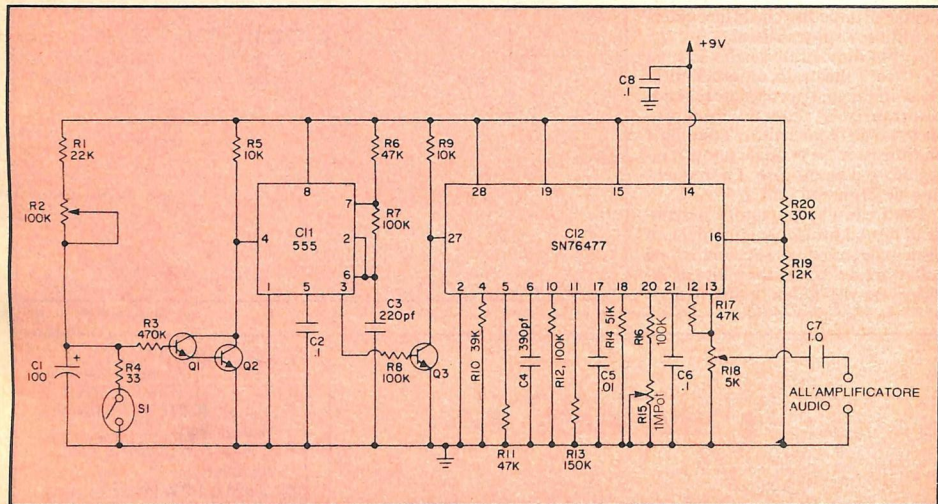 +9V
C8
.1
R1
22K
R2
100K
R3
470K
C1
100
+
R4
33
S1
Q1
Q2
R5
10K
4
8
CI1
555
7
2
6
1
5
3
C2
.1
R6
47K
R7
100K
C3
220pf
R8
100K
Q3
R9
10K
28
19
15
14
27
CI2
SN76477
16
2
4
5
6
10
11
17
18
20
21
12
13
R10 39K
R11
47K
C4 390pf
R12, 100K
R13
150K
C5
.01
R14 51K
R16 100K
R15 1MPot
C6
.1
R17
47K
R18
5K
R20
30K
R19
12K
C7
1.0
ALL'AMPLIFICATORE
AUDIO